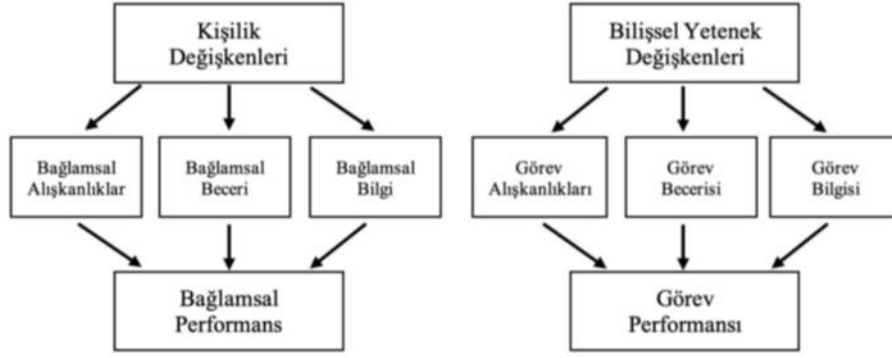 Kişilik
Değişkenleri
Bağlamsal
Alışkanlıklar
Bağlamsal
Beceri
Bağlamsal
Bilgi
Bağlamsal
Performans
Bilişsel Yetenek
Değişkenleri
Görev
Alışkanlıkları
Görev
Becerisi
Görev
Bilgisi
Görev
Performansı